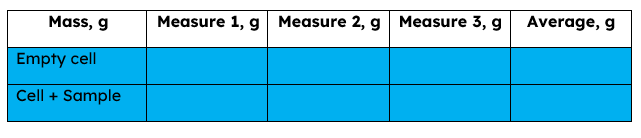 Mass, g Measure 1, g Measure 2, g Measure 3, g Average, g
Empty cell
Cell + Sample